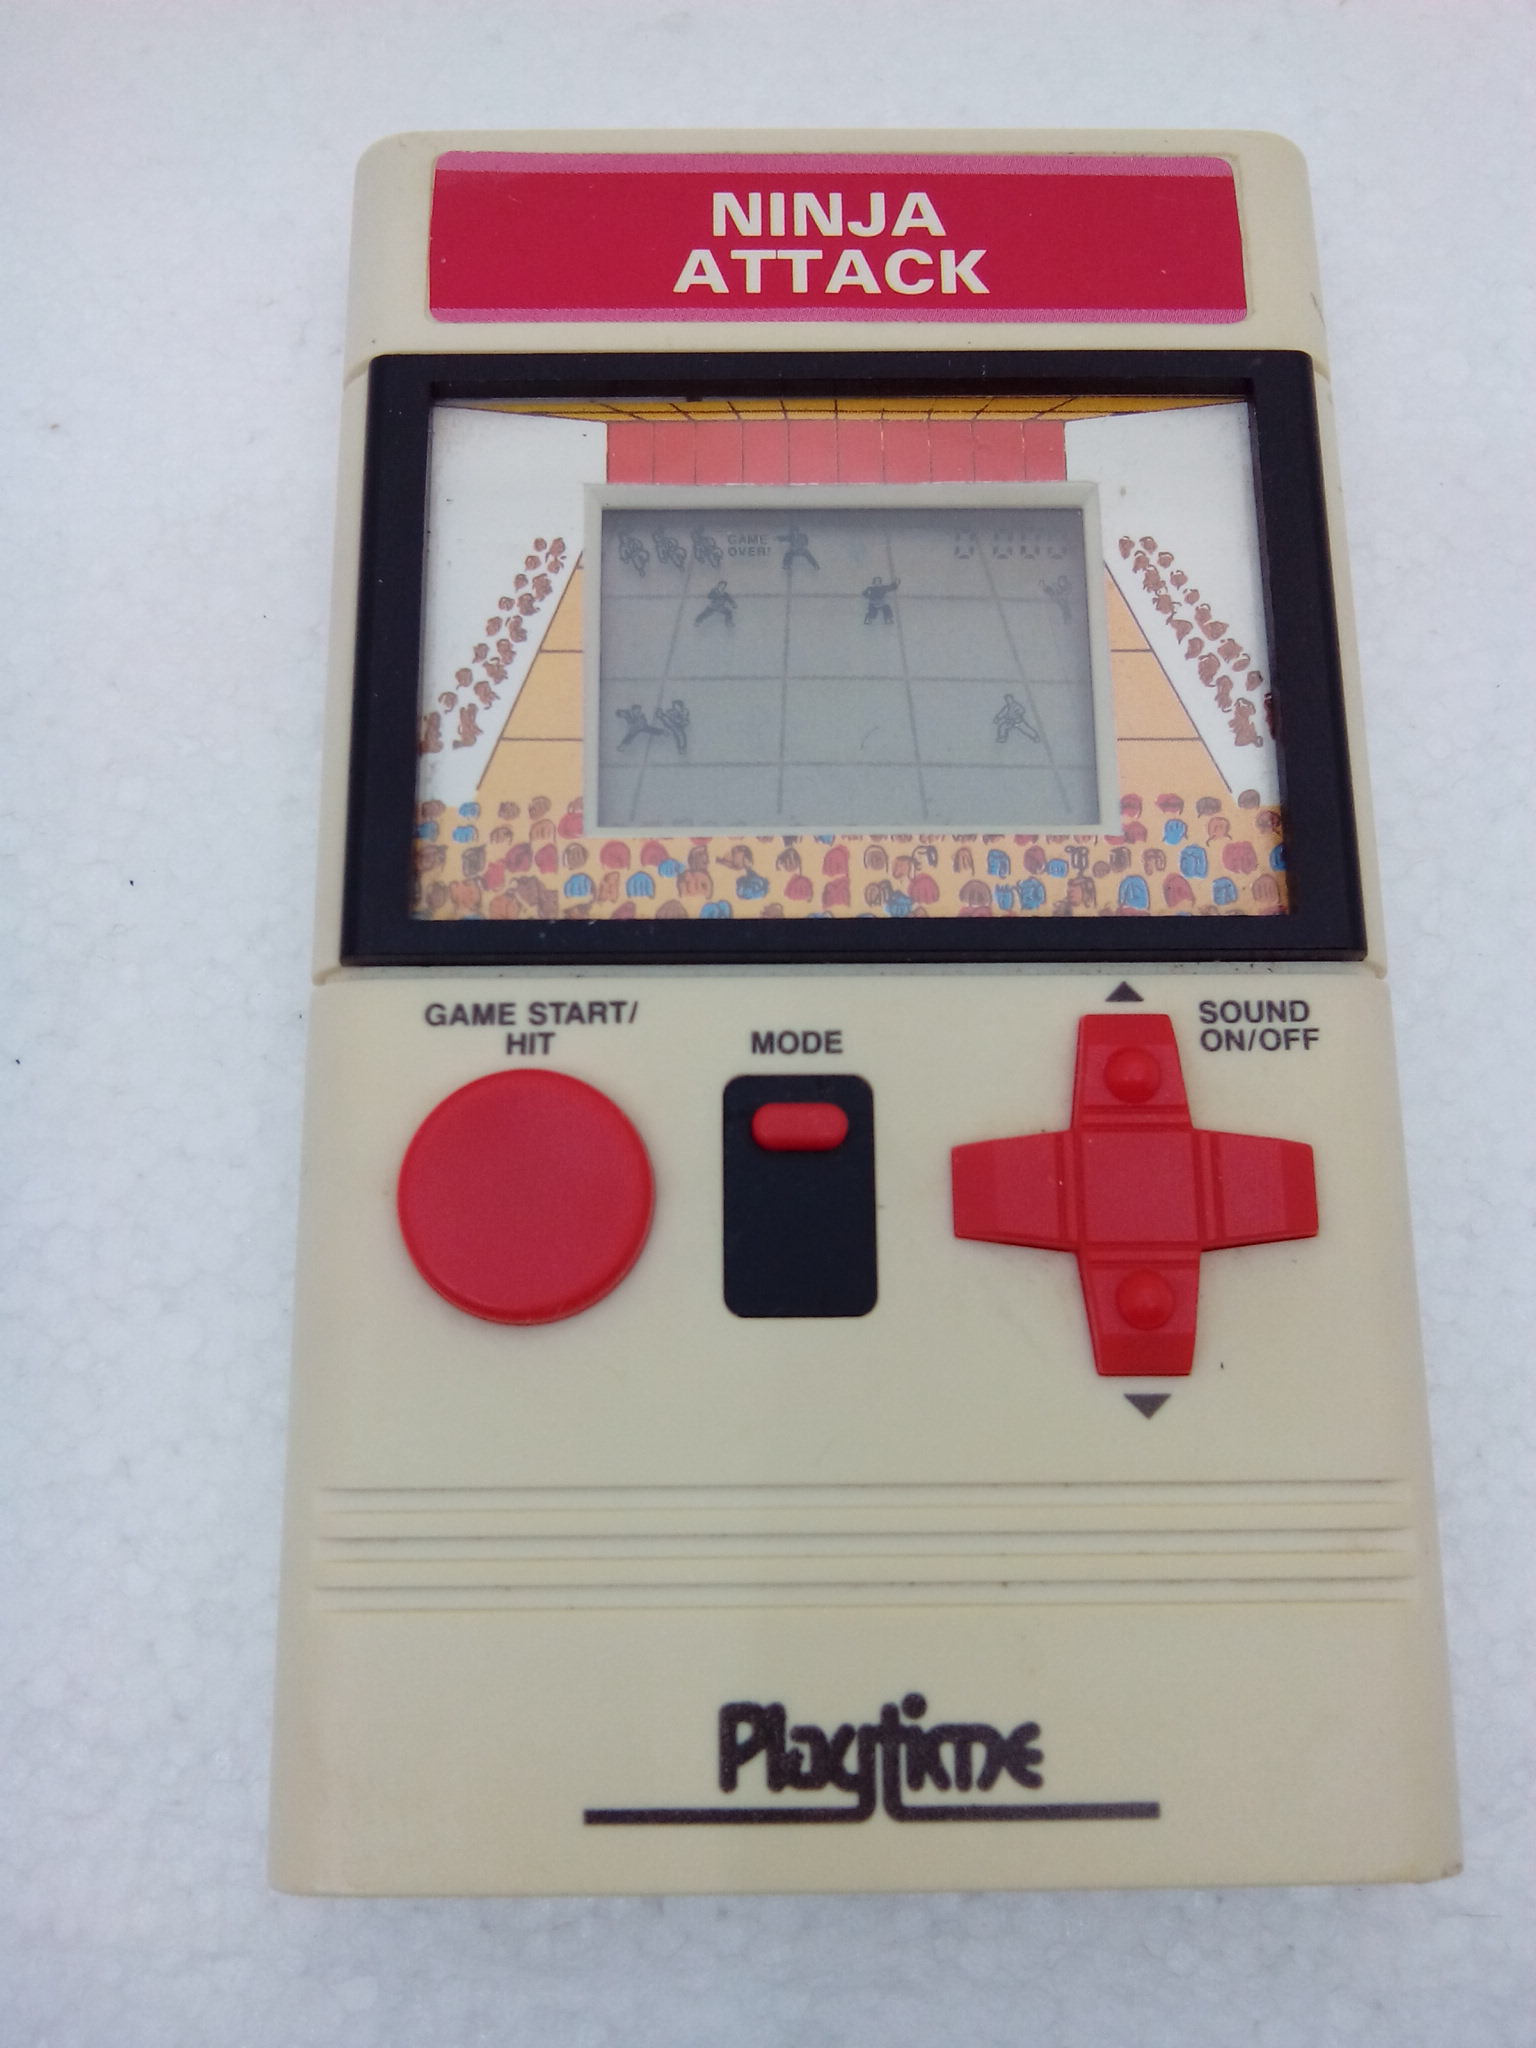 NINJA
ATTACK
GAME
OVER!
GAME START/
HIT
MODE
SOUND
ON/OFF
Playtime